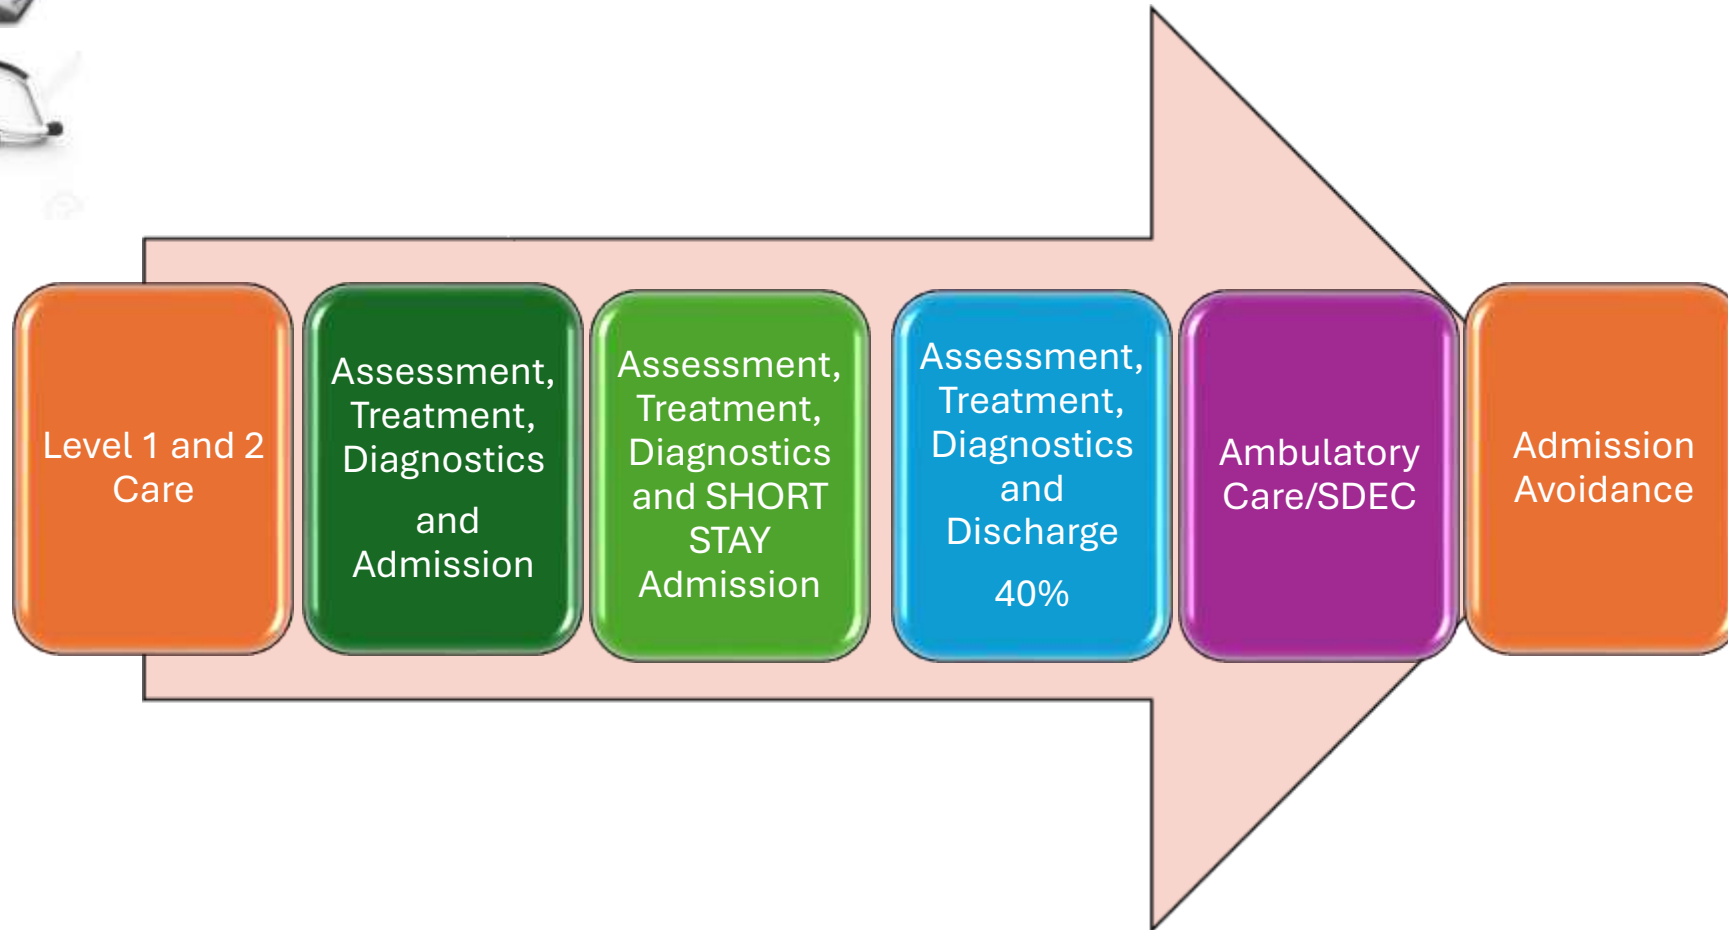 Level 1 and 2
Care
Assessment,
Treatment,
Diagnostics
and
Admission
Assessment,
Treatment,
Diagnostics
and SHORT
STAY
Admission
Assessment,
Treatment,
Diagnostics
and
Discharge
40%
Ambulatory
Care/SDEC
Admission
Avoidance